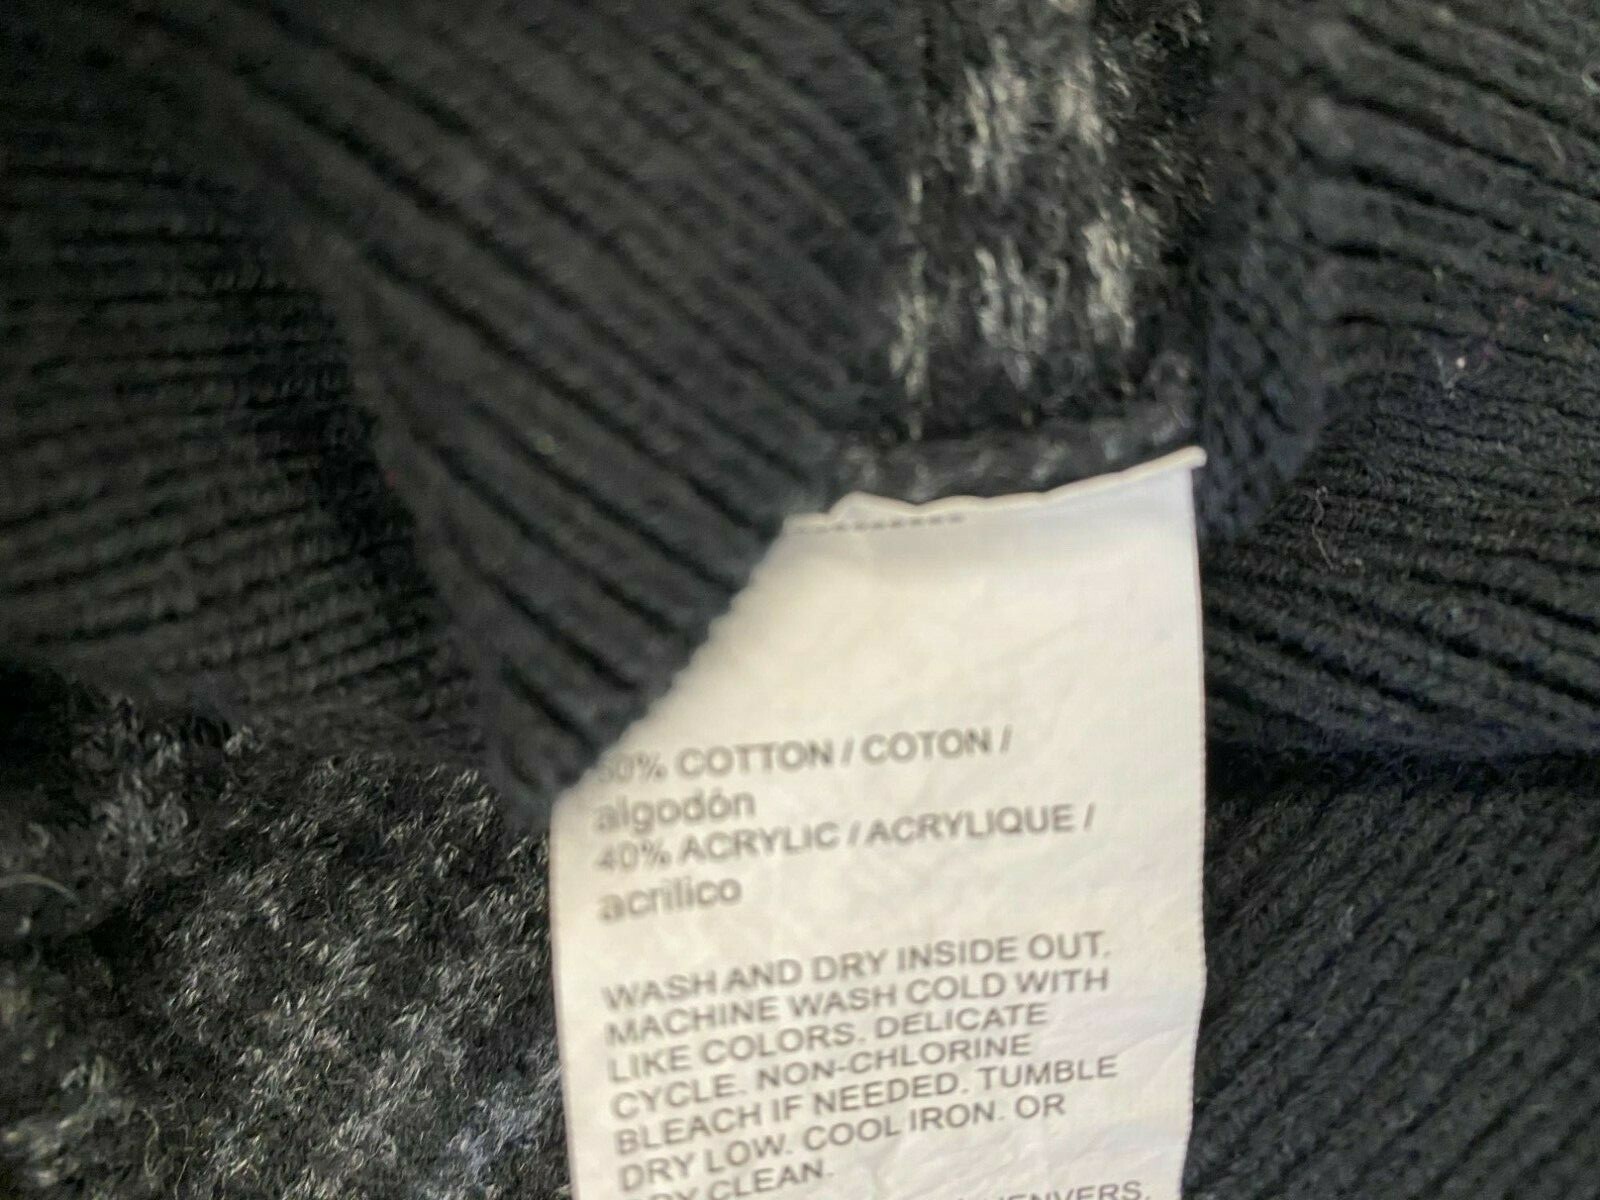 60% COTTON / COTON /
algodón
40% ACRYLIC / ACRYLIQUE /
acrilico
WASH AND DRY INSIDE OUT.
MACHINE WASH COLD WITH
LIKE COLORS. DELICATE
CYCLE. NON-CHLORINE
BLEACH IF NEEDED. TUMBLE
DRY LOW. COOL IRON. OR
DRY CLEAN.